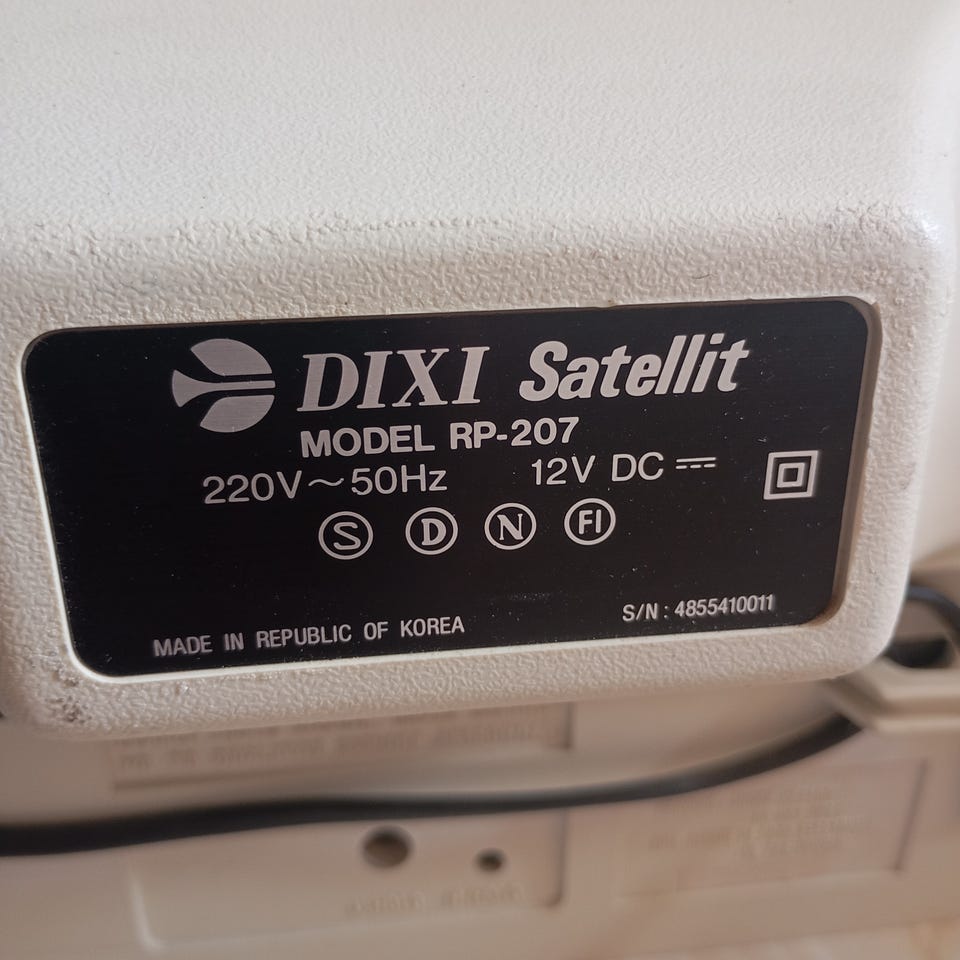 DIXI Satellit
MODEL RP-207
220V~50Hz 12V DC ⎓
S D N FI
S/N: 4855410011
MADE IN REPUBLIC OF KOREA